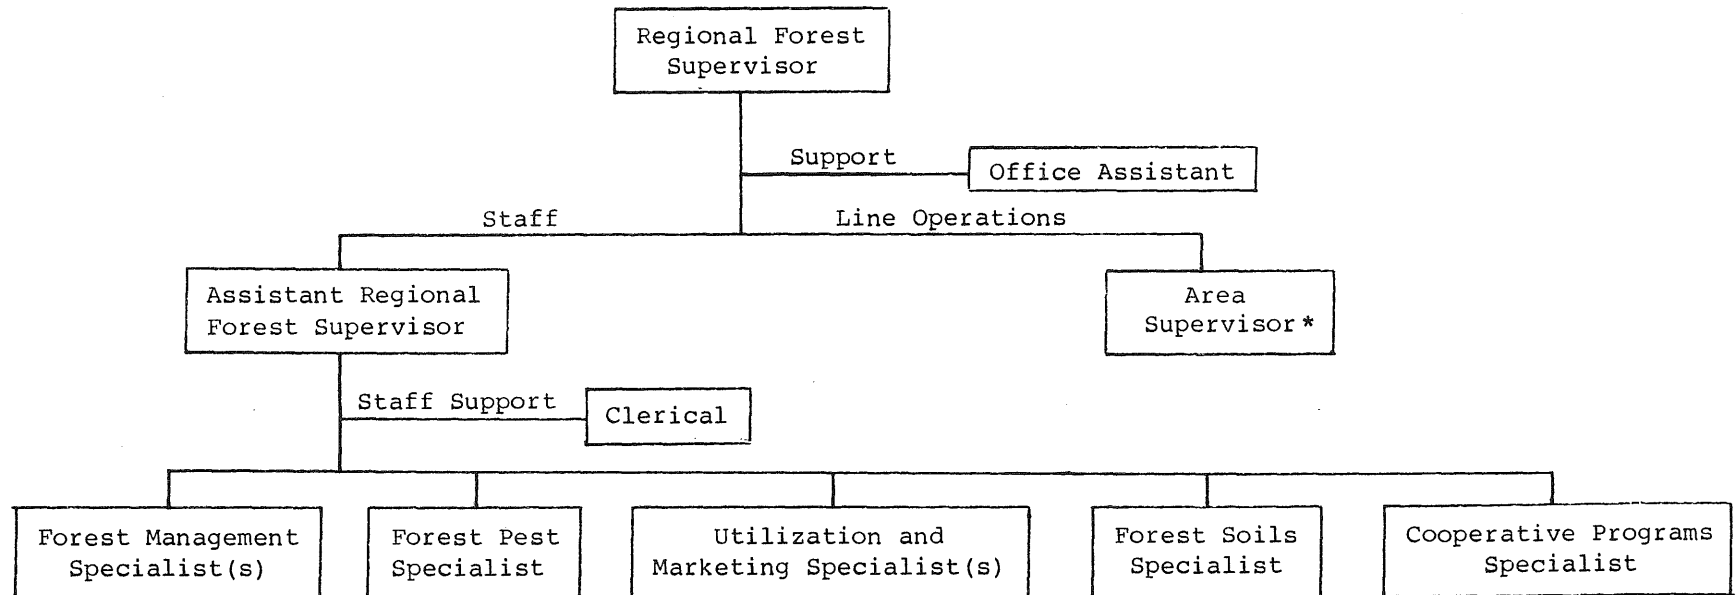 Regional Forest
Supervisor
Support
Office Assistant
Staff
Line Operations
Assistant Regional
Forest Supervisor
Area
Supervisor*
Staff Support
Clerical
Forest Management
Specialist(s)
Forest Pest
Specialist
Utilization and
Marketing Specialist(s)
Forest Soils
Specialist
Cooperative Programs
Specialist